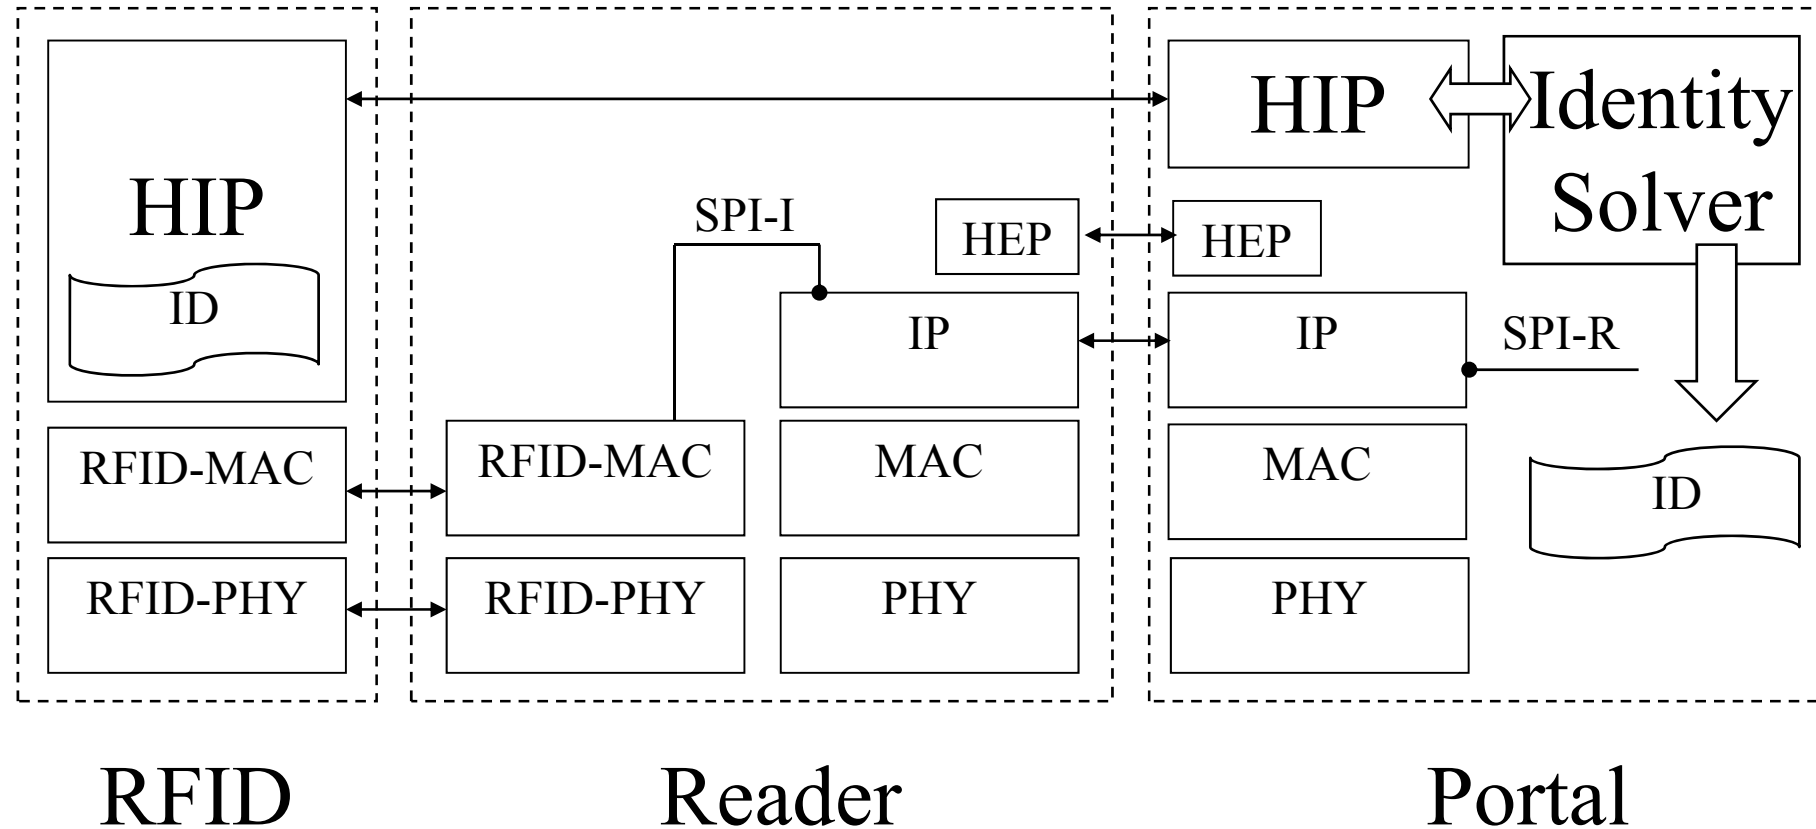 HIP
ID
RFID-MAC
RFID-PHY
RFID
SPI-I
HEP
IP
RFID-MAC
MAC
RFID-PHY
PHY
Reader
HIP
Identity
Solver
HEP
IP
SPI-R
MAC
ID
PHY
Portal